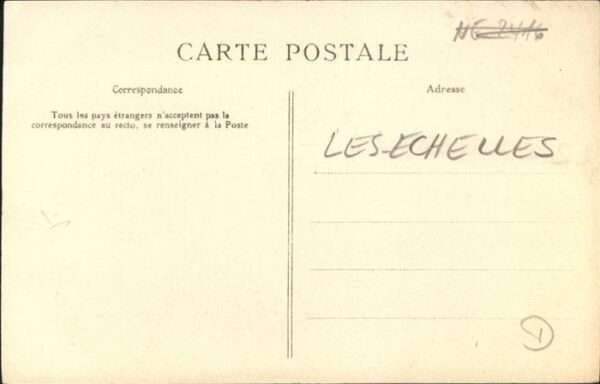 CARTE POSTALE
Correspondance
Tous les pays étrangers n'acceptent pas la
correspondance au recto, se renseigner à la Poste
Adresse
LES-ECHELLES